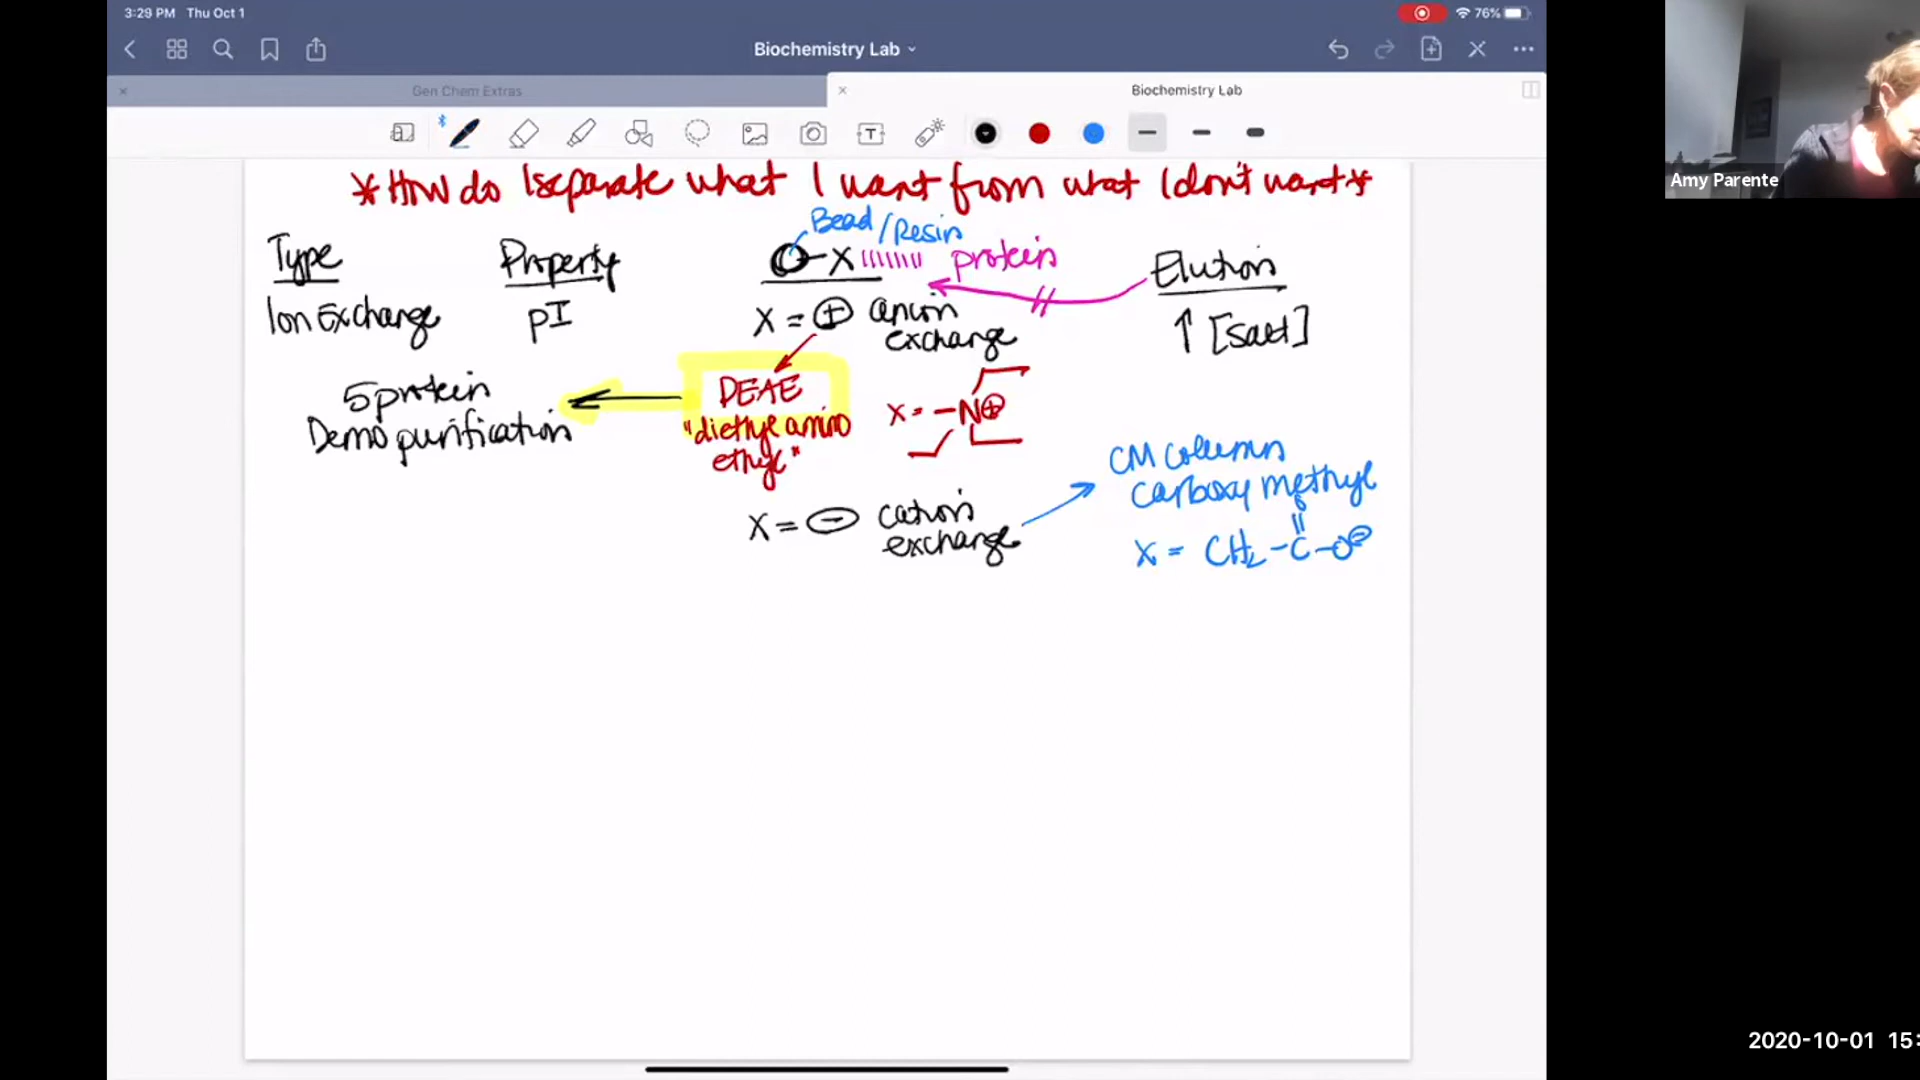 3:29 PM Thu Oct 1
76%
Biochemistry Lab
Gen Chem Extras
Biochemistry Lab
Amy Parente
*How do I separate what I want from what I don't want*
Type
Property
Bead/Resin
X
protein
Elution
Ion Exchange
pI
X = + anion
exchange
↑ [salt]
5 protein
Demo purification
DEAE
"diethyl amino
ethyl"
X = -N+
CM column
carboxy methyl
X = - cation
exchange
O
X = CH2-C-O-
2020-10-01 15: